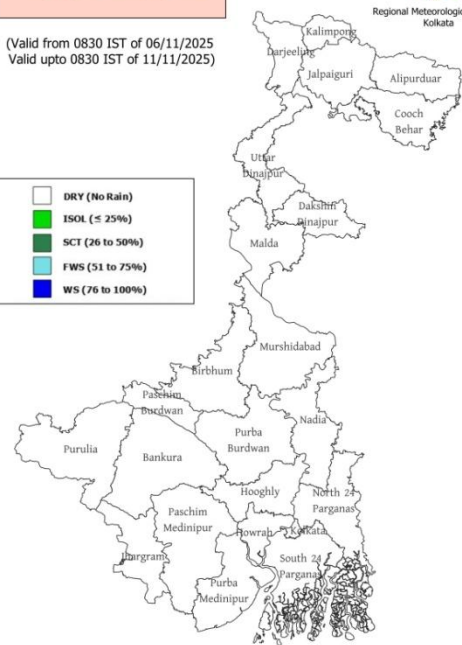 Regional Meteorologic
Kolkata
(Valid from 0830 IST of 06/11/2025
Valid upto 0830 IST of 11/11/2025)
Kalimpong
Darjeeling
Jalpaiguri
Alipurduar
Cooch
Behar
Uttar
Dinajpur
Dakshin
Dinajpur
Malda
DRY (No Rain)
ISOL (≤ 25%)
SCT (26 to 50%)
FWS (51 to 75%)
WS (76 to 100%)
Murshidabad
Birbhum
Paschim
Burdwan
Nadia
Purba
Burdwan
Purulia
Bankura
Hooghly
North 24
Parganas
Paschim
Medinipur
Howrah
Kolkata
Jhargram
South 24
Parganas
Purba
Medinipur